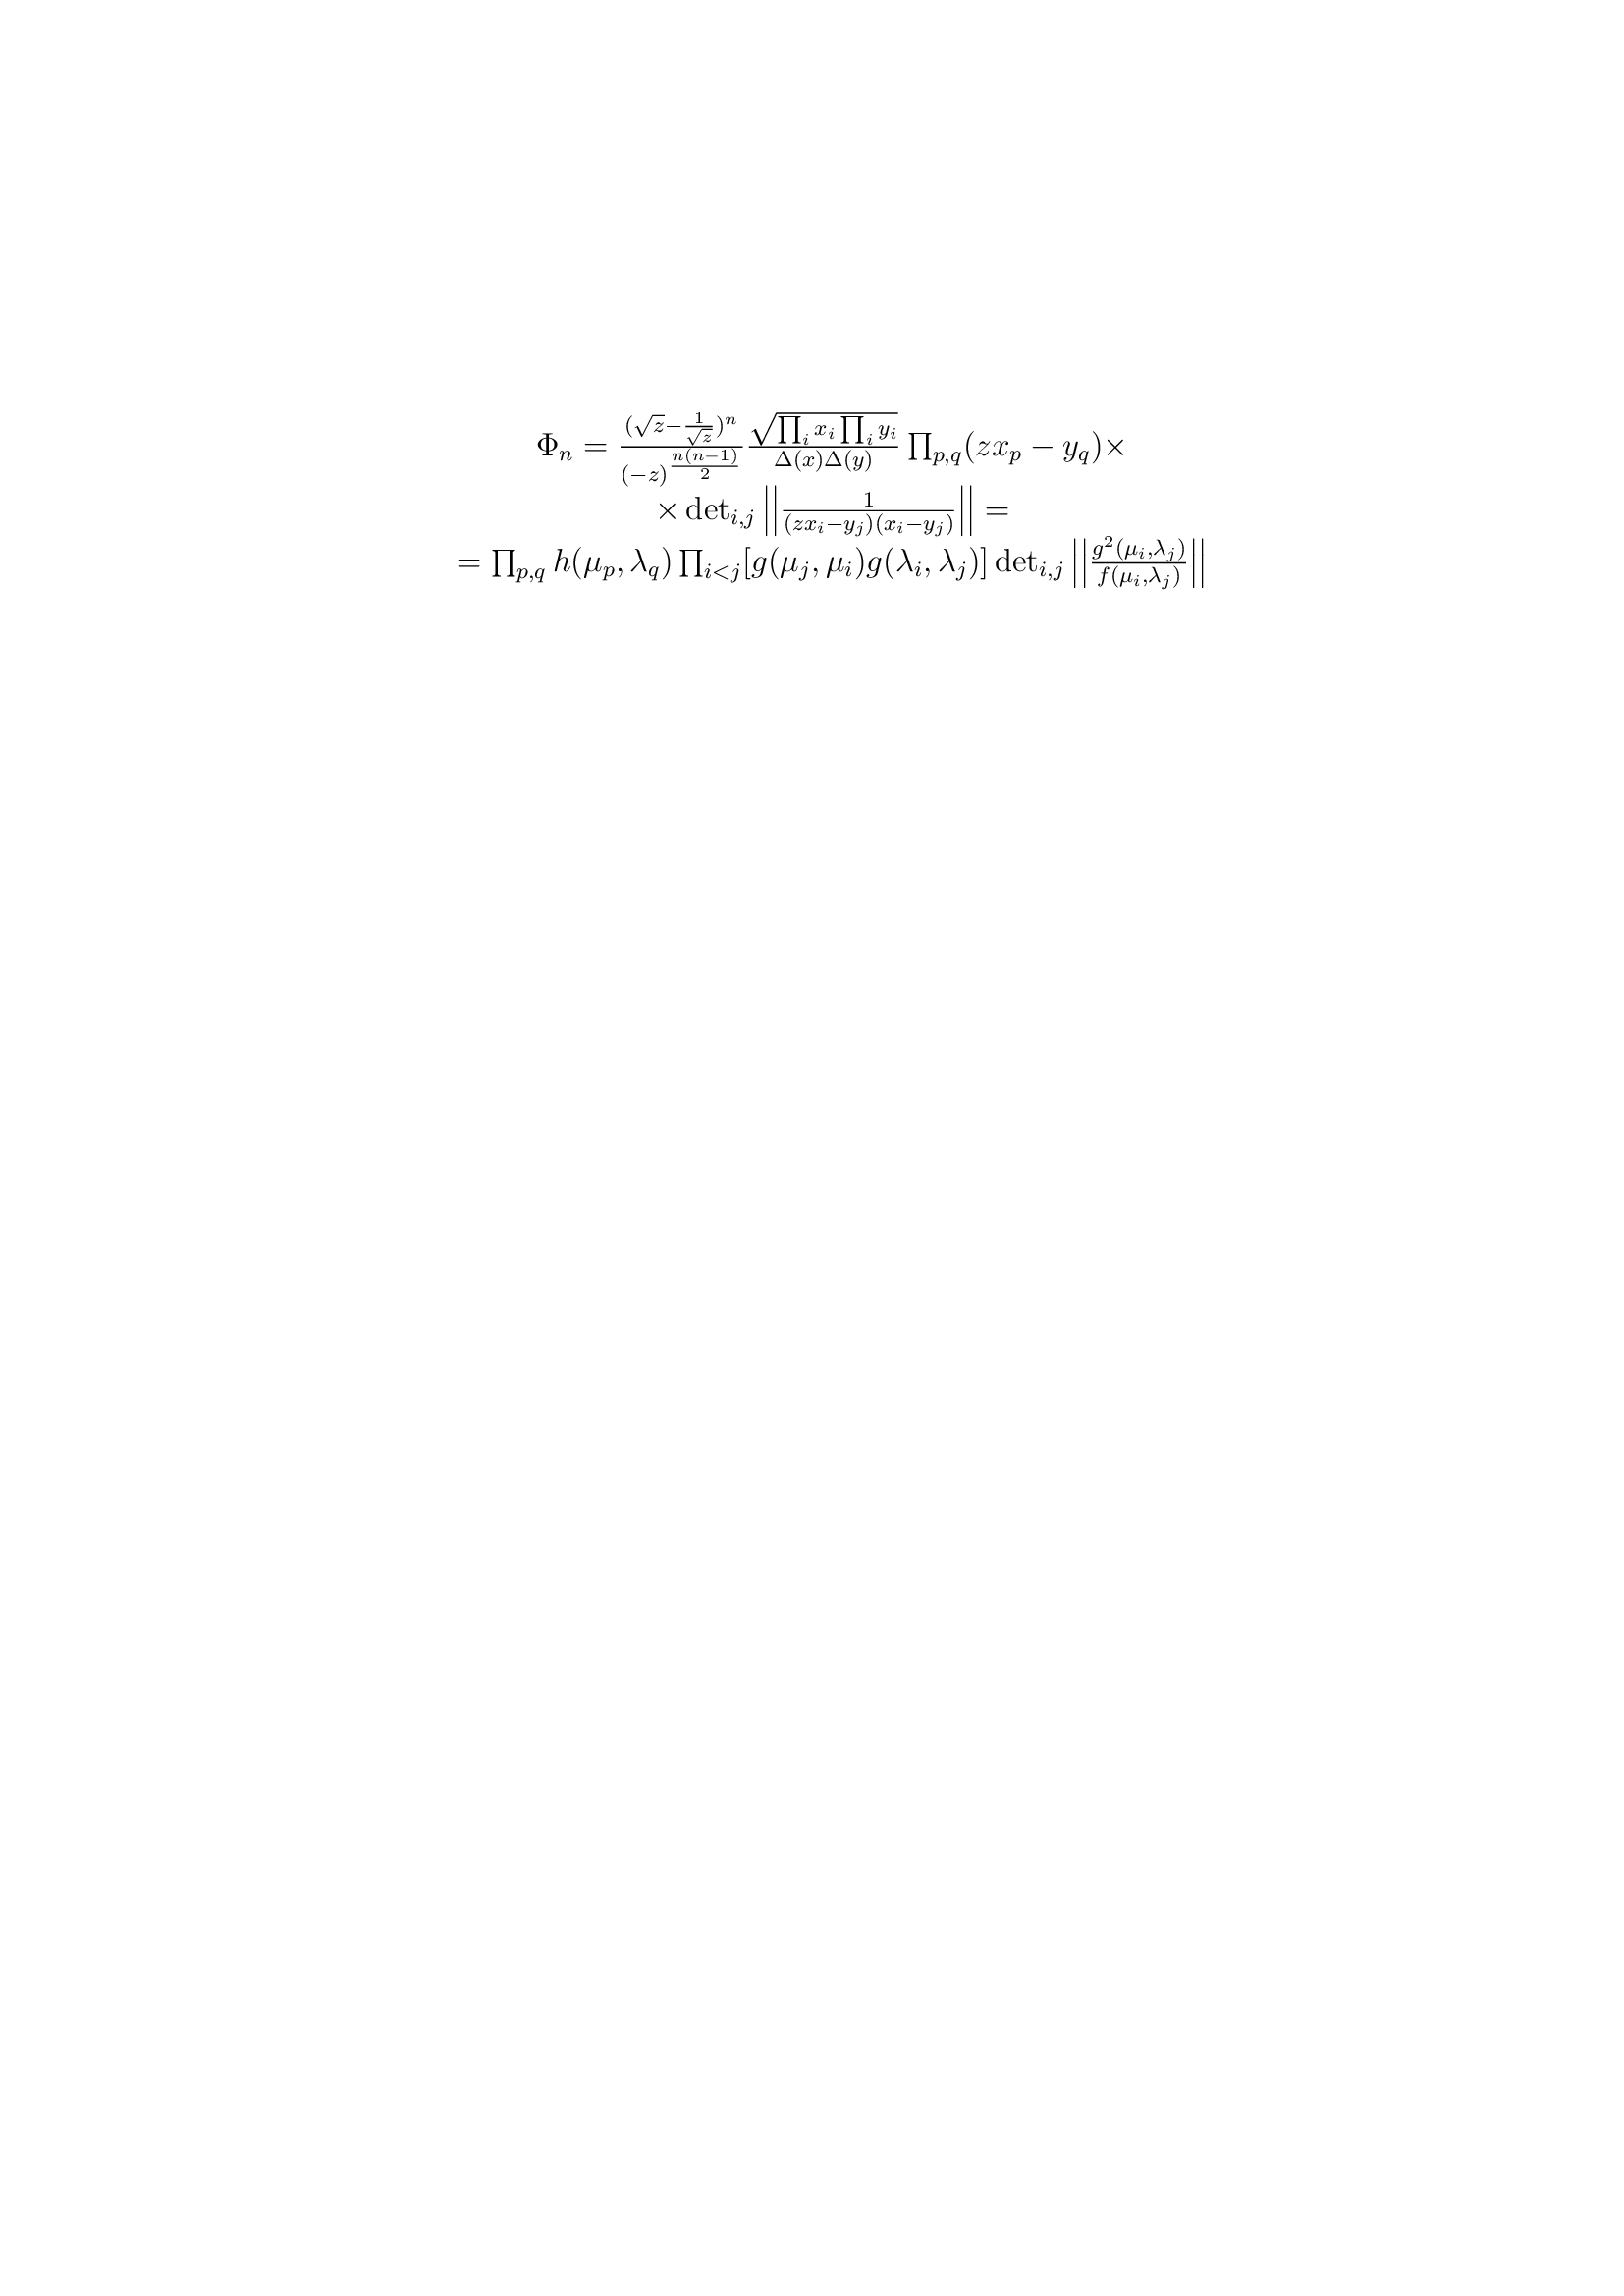 $\Phi_n = \frac{(\sqrt{z}-\frac{1}{\sqrt{z}})^n}{(-z)^{\frac{n(n-1)}{2}}} \frac{\sqrt{\prod_i x_i \prod_i y_i}}{\Delta(x)\Delta(y)} \prod_{p,q}(zx_p - y_q)\times$
$\times \det_{i,j} \left|\left|\frac{1}{(zx_i-y_j)(x_i-y_j)}\right|\right| =$
$= \prod_{p,q} h(\mu_p, \lambda_q) \prod_{i<j}[g(\mu_j, \mu_i)g(\lambda_i, \lambda_j)] \det_{i,j} \left|\left|\frac{g^2(\mu_i,\lambda_j)}{f(\mu_i,\lambda_j)}\right|\right|$